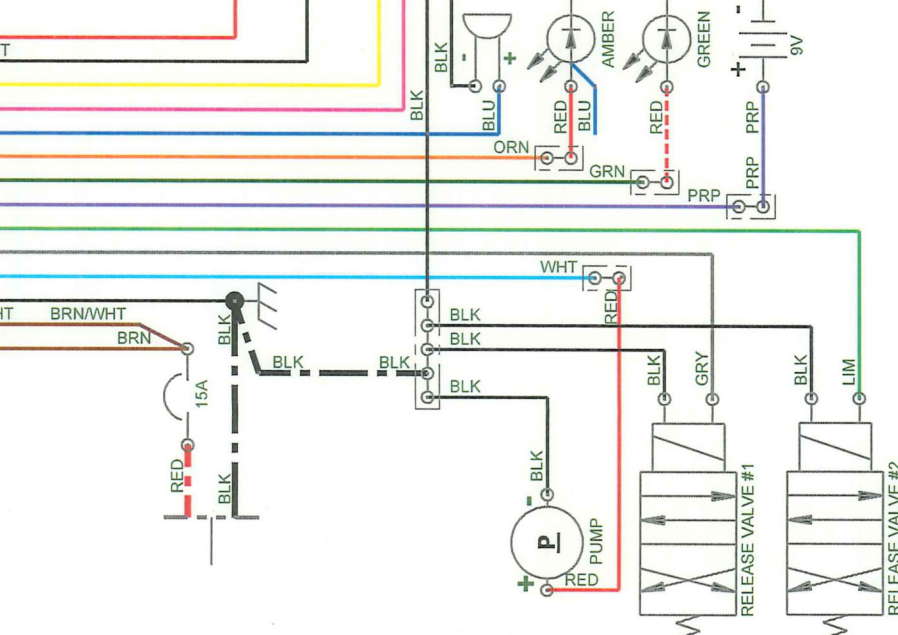 T
BLK
-
+
AMBER
GREEN
-
+
9V
BLK
BLU
RED
BLU
RED
PRP
ORN
GRN
PRP
PRP
WHT
RED
HT
BRN/WHT
BRN
BLK
BLK
BLK
BLK
BLK
BLK
BLK
GRY
BLK
LIM
15A
RED
BLK
BLK
-
P
PUMP
+
RED
RELEASE VALVE #1
RELEASE VALVE #2